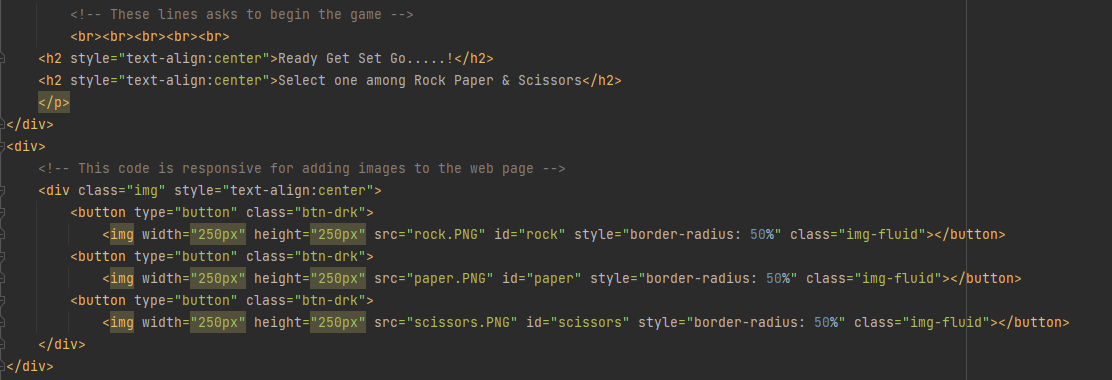 <!-- These lines asks to begin the game -->
<br><br><br><br><br>
<h2 style="text-align:center">Ready Get Set Go.....!</h2>
<h2 style="text-align:center">Select one among Rock Paper & Scissors</h2>
</p>
</div>
<div>
<!-- This code is responsive for adding images to the web page -->
<div class="img" style="text-align:center">
<button type="button" class="btn-drk">
<img width="250px" height="250px" src="rock.PNG" id="rock" style="border-radius: 50%" class="img-fluid"></button>
<button type="button" class="btn-drk">
<img width="250px" height="250px" src="paper.PNG" id="paper" style="border-radius: 50%" class="img-fluid"></button>
<button type="button" class="btn-drk">
<img width="250px" height="250px" src="scissors.PNG" id="scissors" style="border-radius: 50%" class="img-fluid"></button>
</div>
</div>